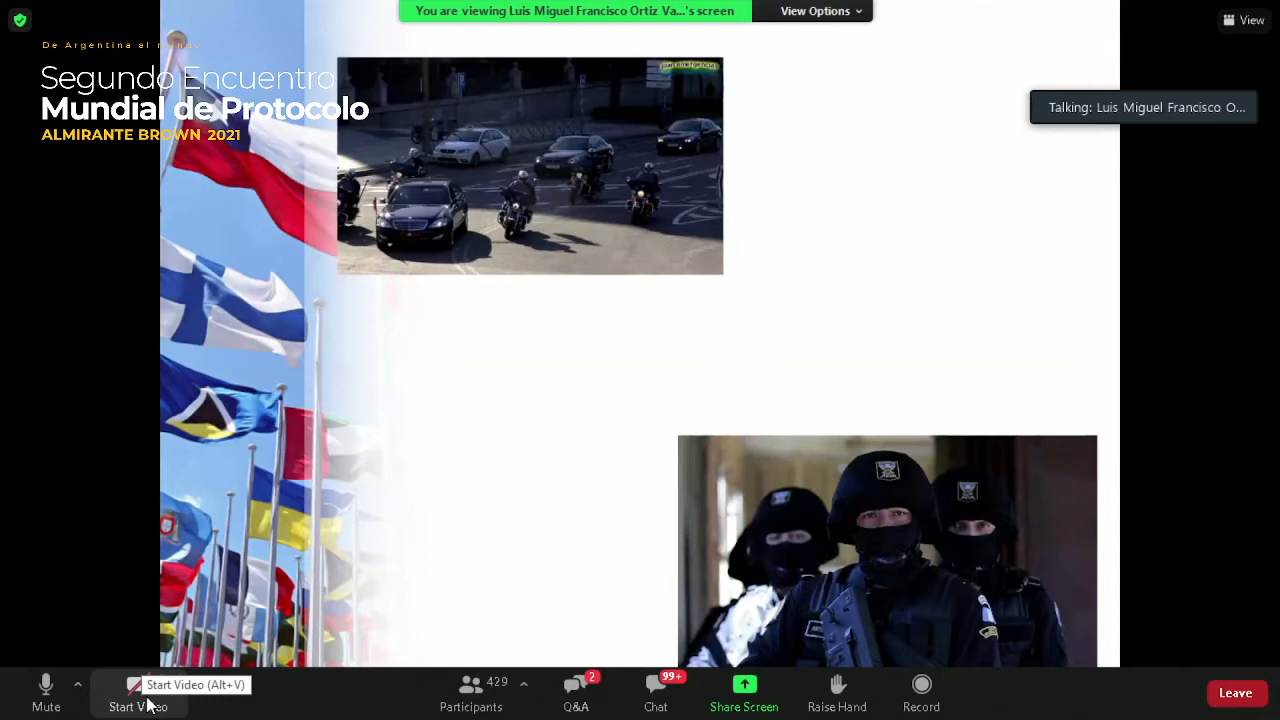 You are viewing Luis Miguel Francisco Ortiz Va...'s screen
View Options
View
De Argentina al mundo
Segundo Encuentro
Mundial de Protocolo
ALMIRANTE BROWN 2021
Talking: Luis Miguel Francisco O...
Start Video (Alt+V)
429
2
99+
Mute
Start Video
Participants
Q&A
Chat
Share Screen
Raise Hand
Record
Leave